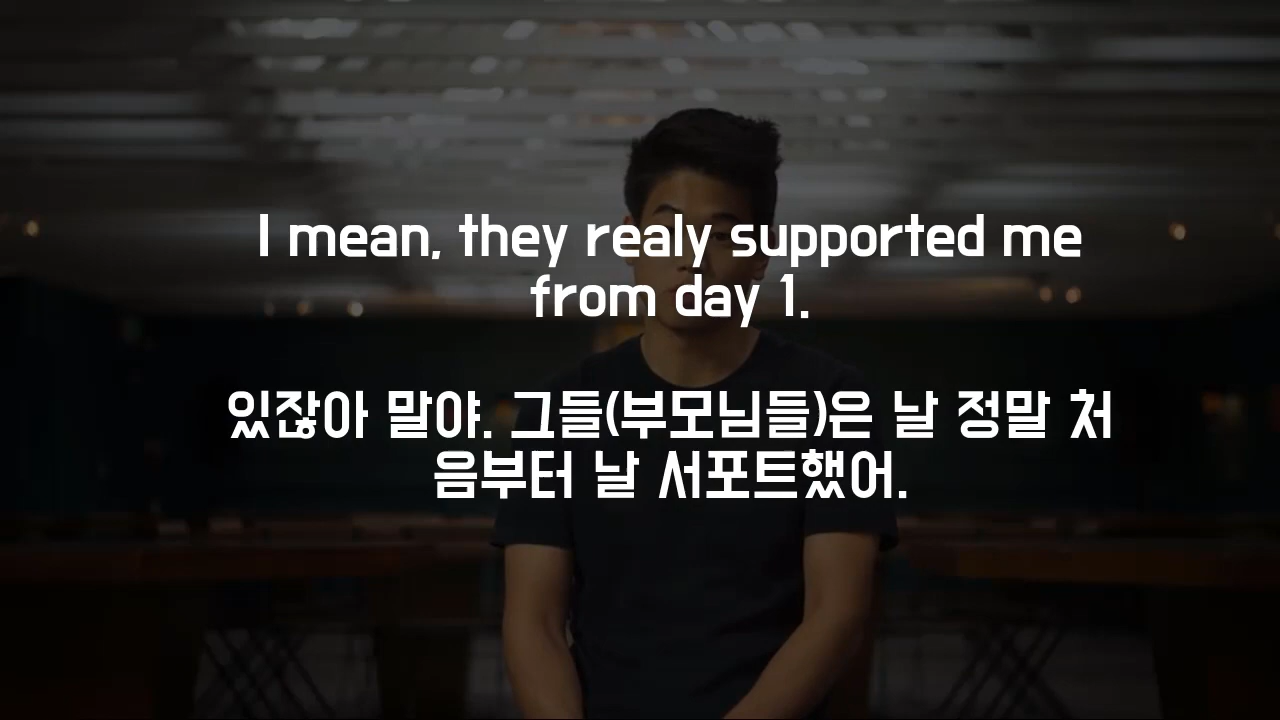 I mean, they realy supported me
from day 1.
있잖아 말야. 그들(부모님들)은 날 정말 처
음부터 날 서포트했어.